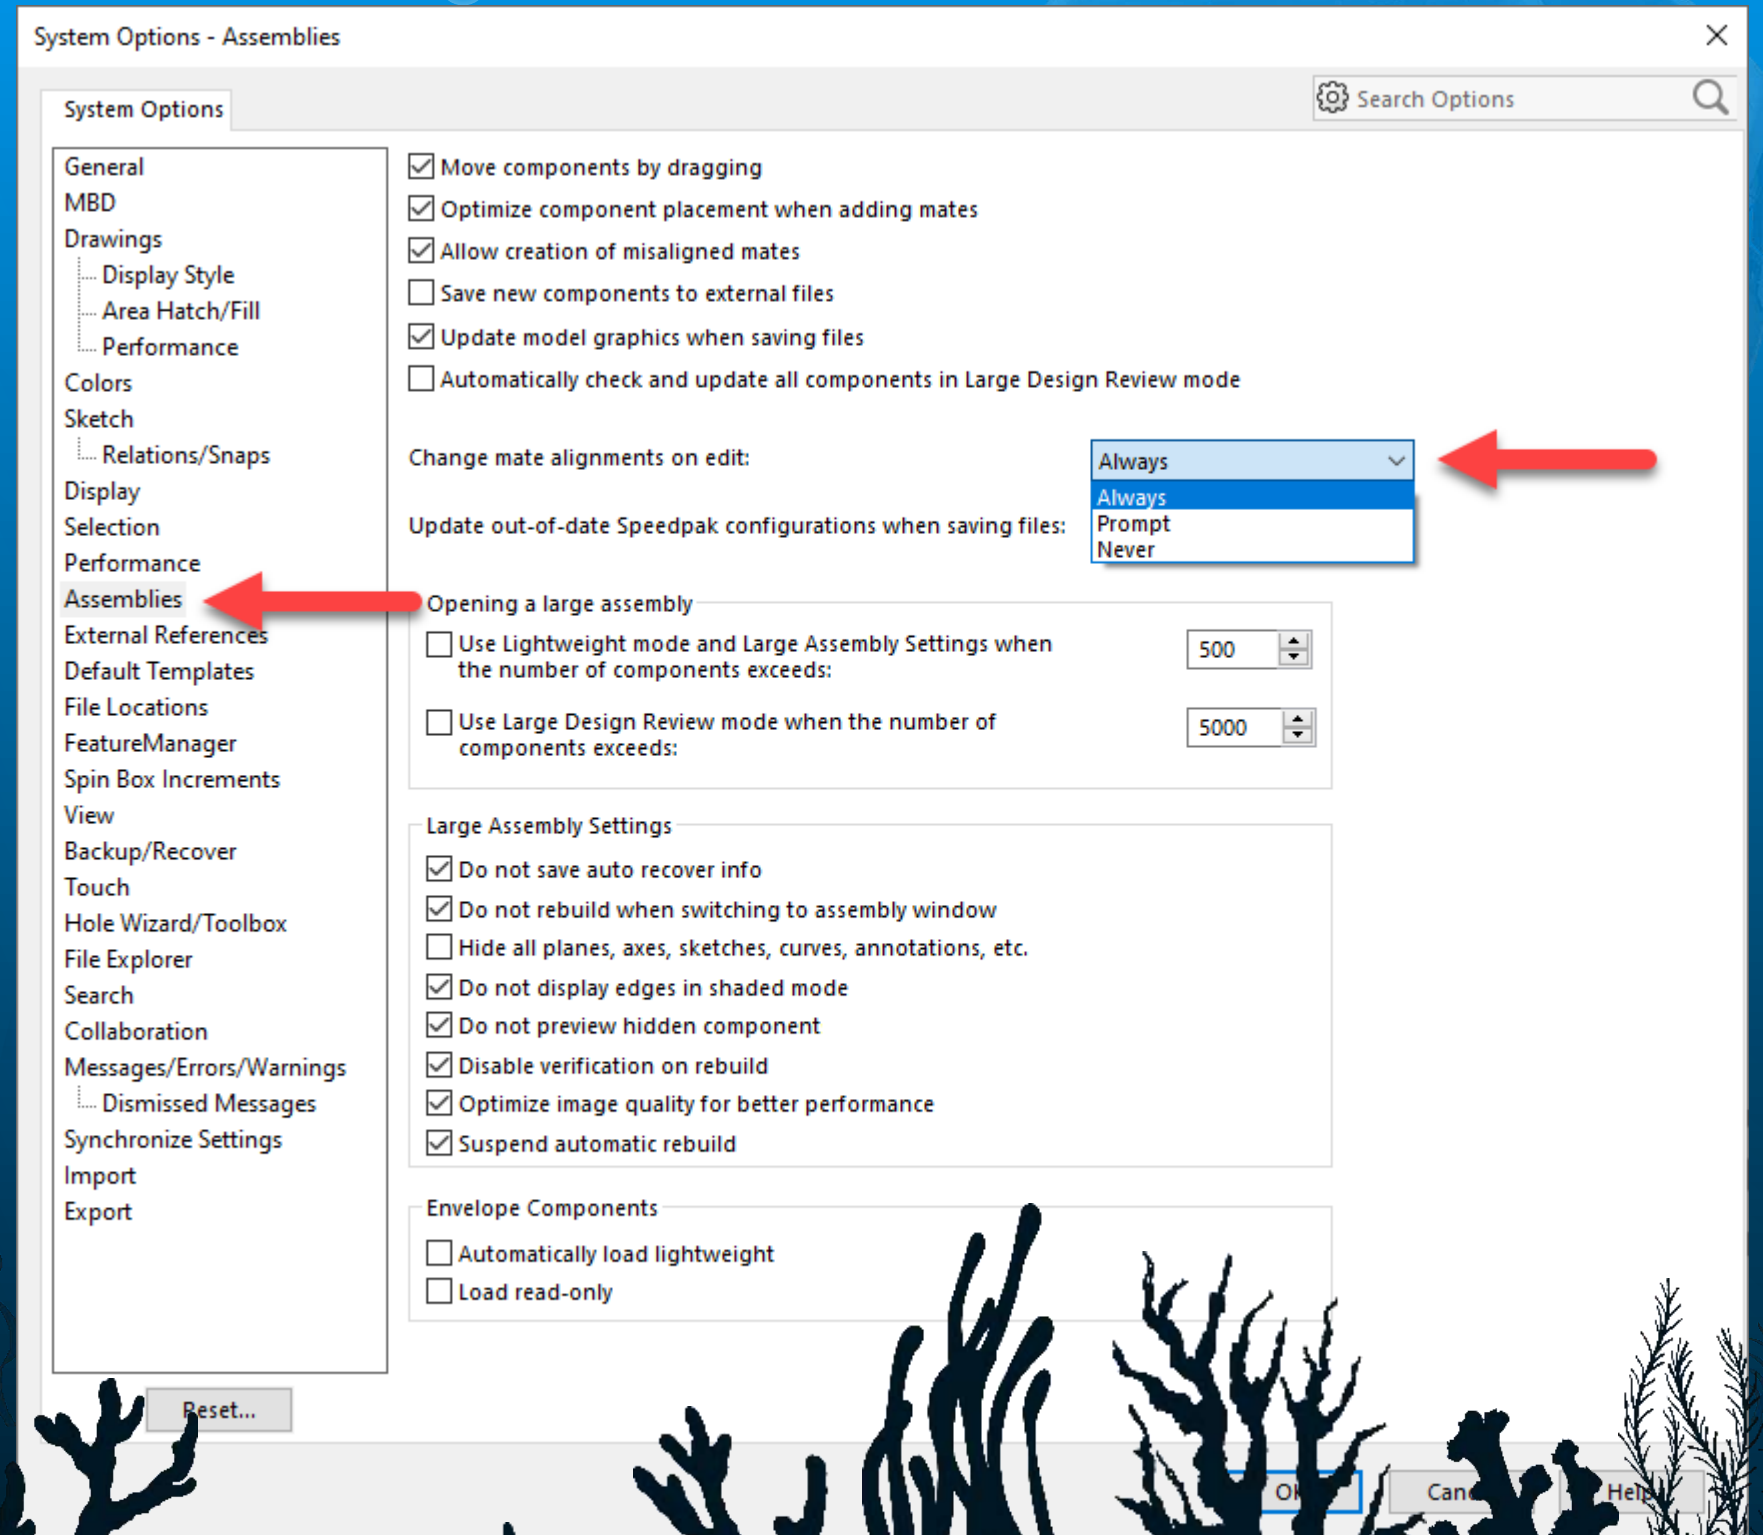 System Options - Assemblies
System Options
Search Options
General
MBD
Drawings
Display Style
Area Hatch/Fill
Performance
Colors
Sketch
Relations/Snaps
Display
Selection
Performance
Assemblies
External References
Default Templates
File Locations
FeatureManager
Spin Box Increments
View
Backup/Recover
Touch
Hole Wizard/Toolbox
File Explorer
Search
Collaboration
Messages/Errors/Warnings
Dismissed Messages
Synchronize Settings
Import
Export
Reset...
Move components by dragging
Optimize component placement when adding mates
Allow creation of misaligned mates
Save new components to external files
Update model graphics when saving files
Automatically check and update all components in Large Design Review mode
Change mate alignments on edit:
Always
Always
Prompt
Never
Update out-of-date Speedpak configurations when saving files:
Opening a large assembly
Use Lightweight mode and Large Assembly Settings when
the number of components exceeds:
500
Use Large Design Review mode when the number of
components exceeds:
5000
Large Assembly Settings
Do not save auto recover info
Do not rebuild when switching to assembly window
Hide all planes, axes, sketches, curves, annotations, etc.
Do not display edges in shaded mode
Do not preview hidden component
Disable verification on rebuild
Optimize image quality for better performance
Suspend automatic rebuild
Envelope Components
Automatically load lightweight
Load read-only
OK
Help